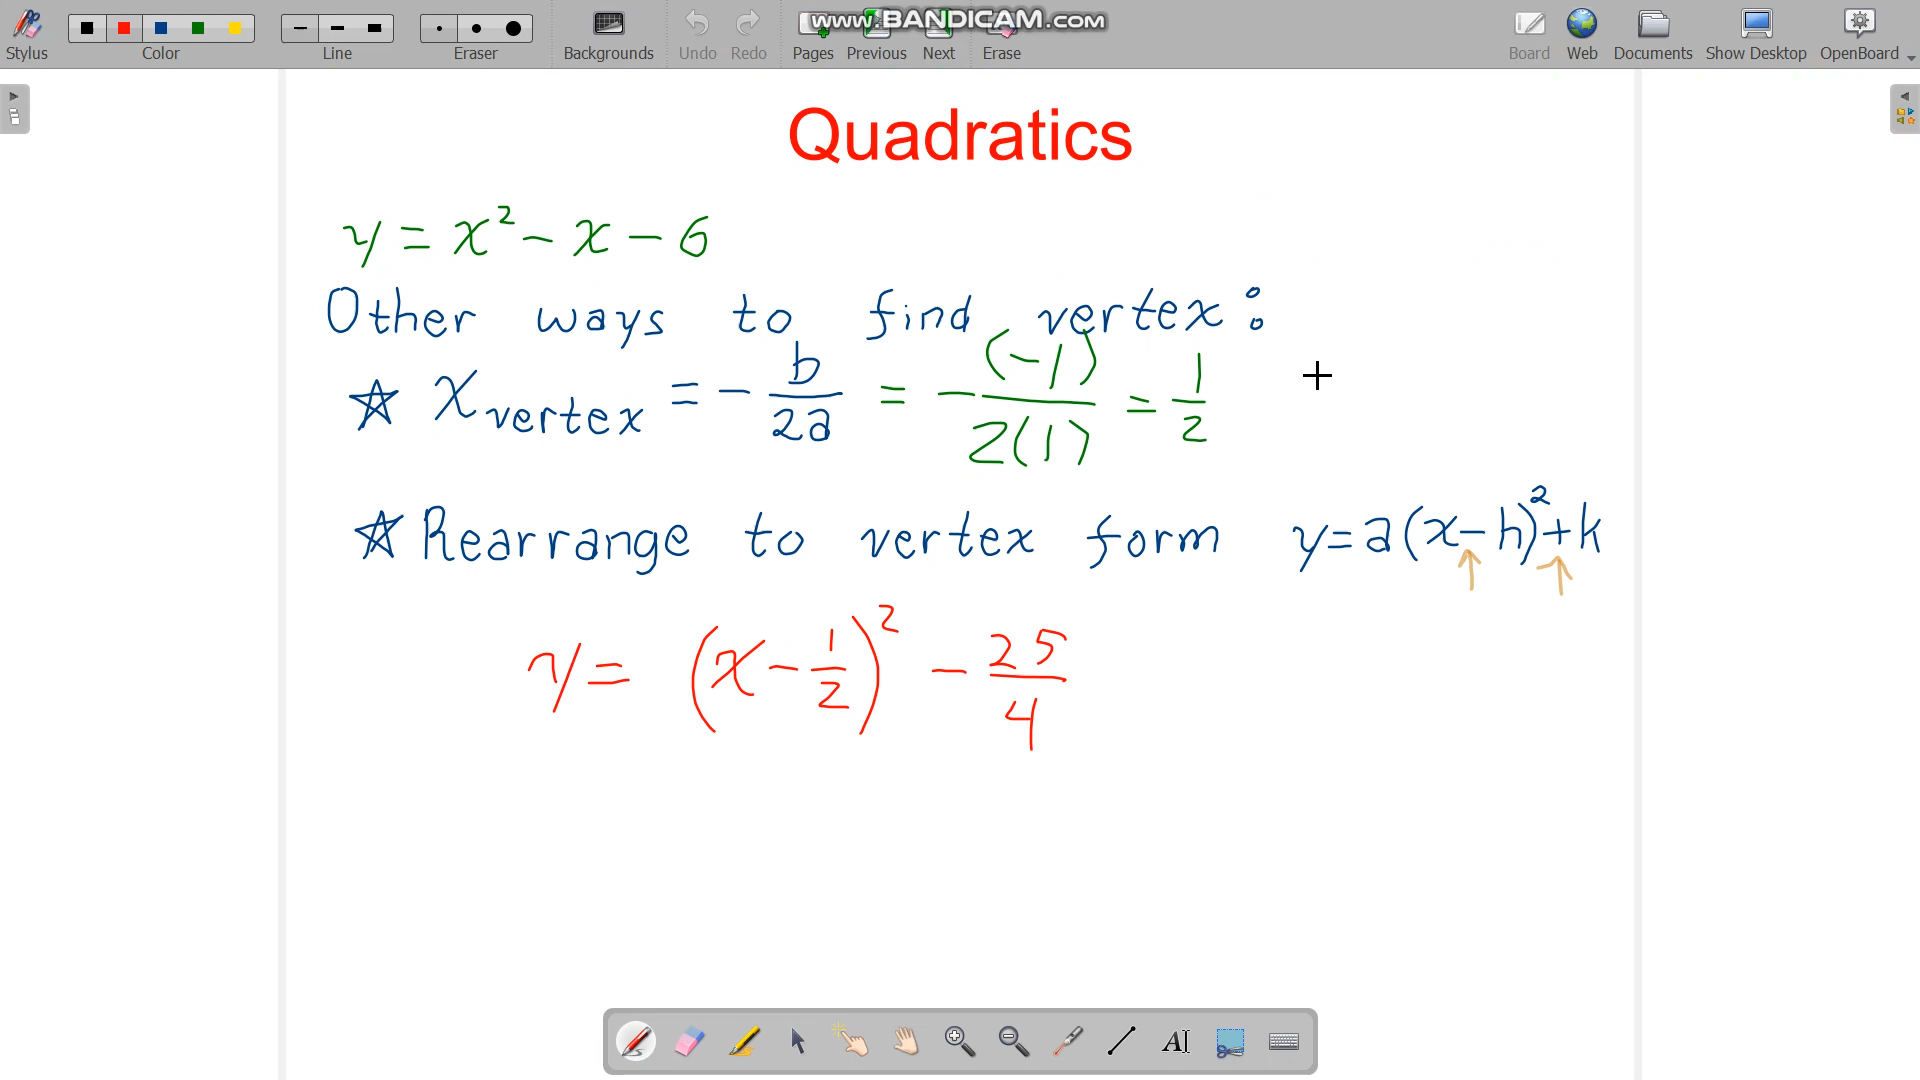 www.BANDICAM.com
Stylus Color Line Eraser Backgrounds Undo Redo Pages Previous Next Erase Board Web Documents Show Desktop OpenBoard
Quadratics
y = x² - x - 6
Other ways to find vertex:
☆ x_vertex = - b/2a = - (-1)/2(1) = 1/2
☆ Rearrange to vertex form y=a(x-h)²+k
y = (x - 1/2)² - 25/4
AI